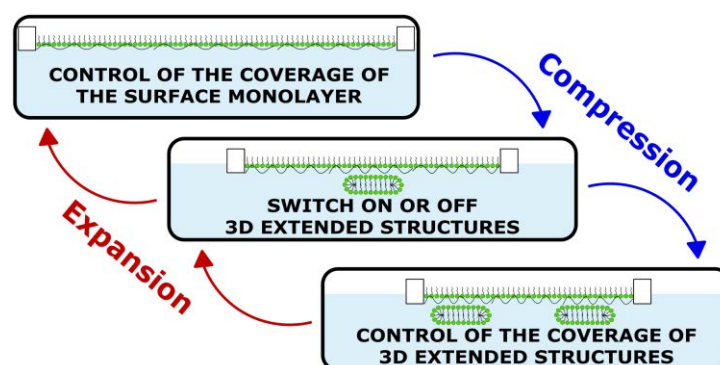 CONTROL OF THE COVERAGE OF
THE SURFACE MONOLAYER
Compression
SWITCH ON OR OFF
3D EXTENDED STRUCTURES
Expansion
CONTROL OF THE COVERAGE OF
3D EXTENDED STRUCTURES